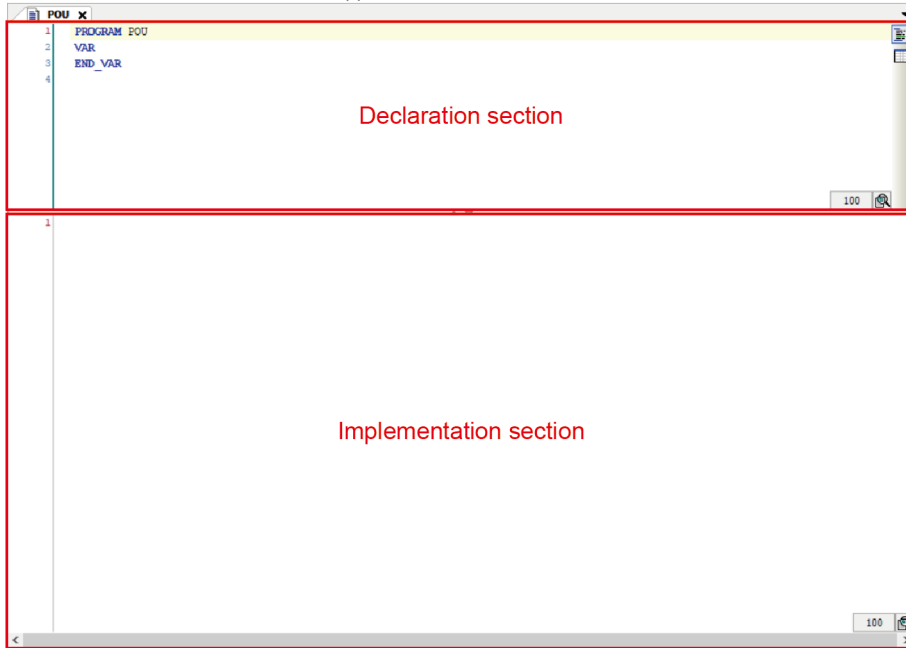 POU
1 PROGRAM POU
2 VAR
3 END_VAR
4
Declaration section
100
1
Implementation section
100